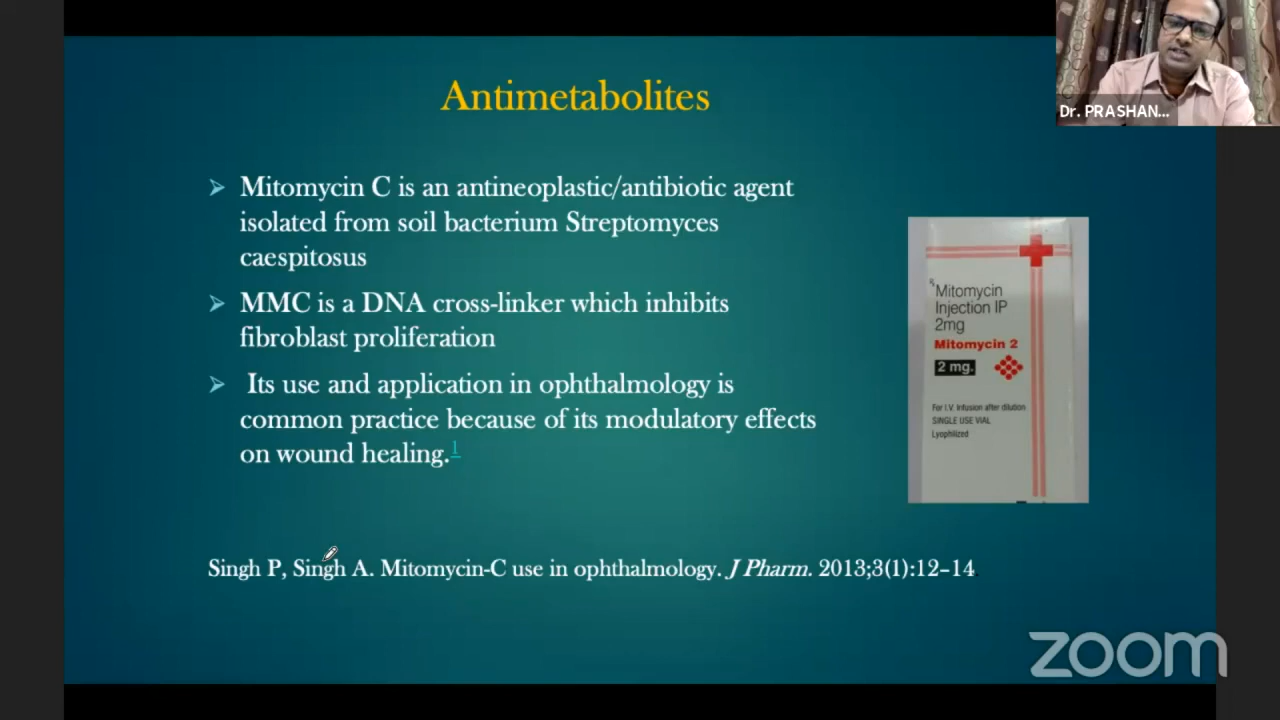 Antimetabolites
Dr. PRASHAN...
➢ Mitomycin C is an antineoplastic/antibiotic agent
isolated from soil bacterium Streptomyces
caespitosus
➢ MMC is a DNA cross-linker which inhibits
fibroblast proliferation
➢ Its use and application in ophthalmology is
common practice because of its modulatory effects
on wound healing.1
Mitomycin
Injection IP
2mg
Mitomycin 2
2 mg.
For I.V. Infusion after dilution
SINGLE USE VIAL
Lyophilized
Singh P, Singh A. Mitomycin-C use in ophthalmology. J Pharm. 2013;3(1):12–14
zoom